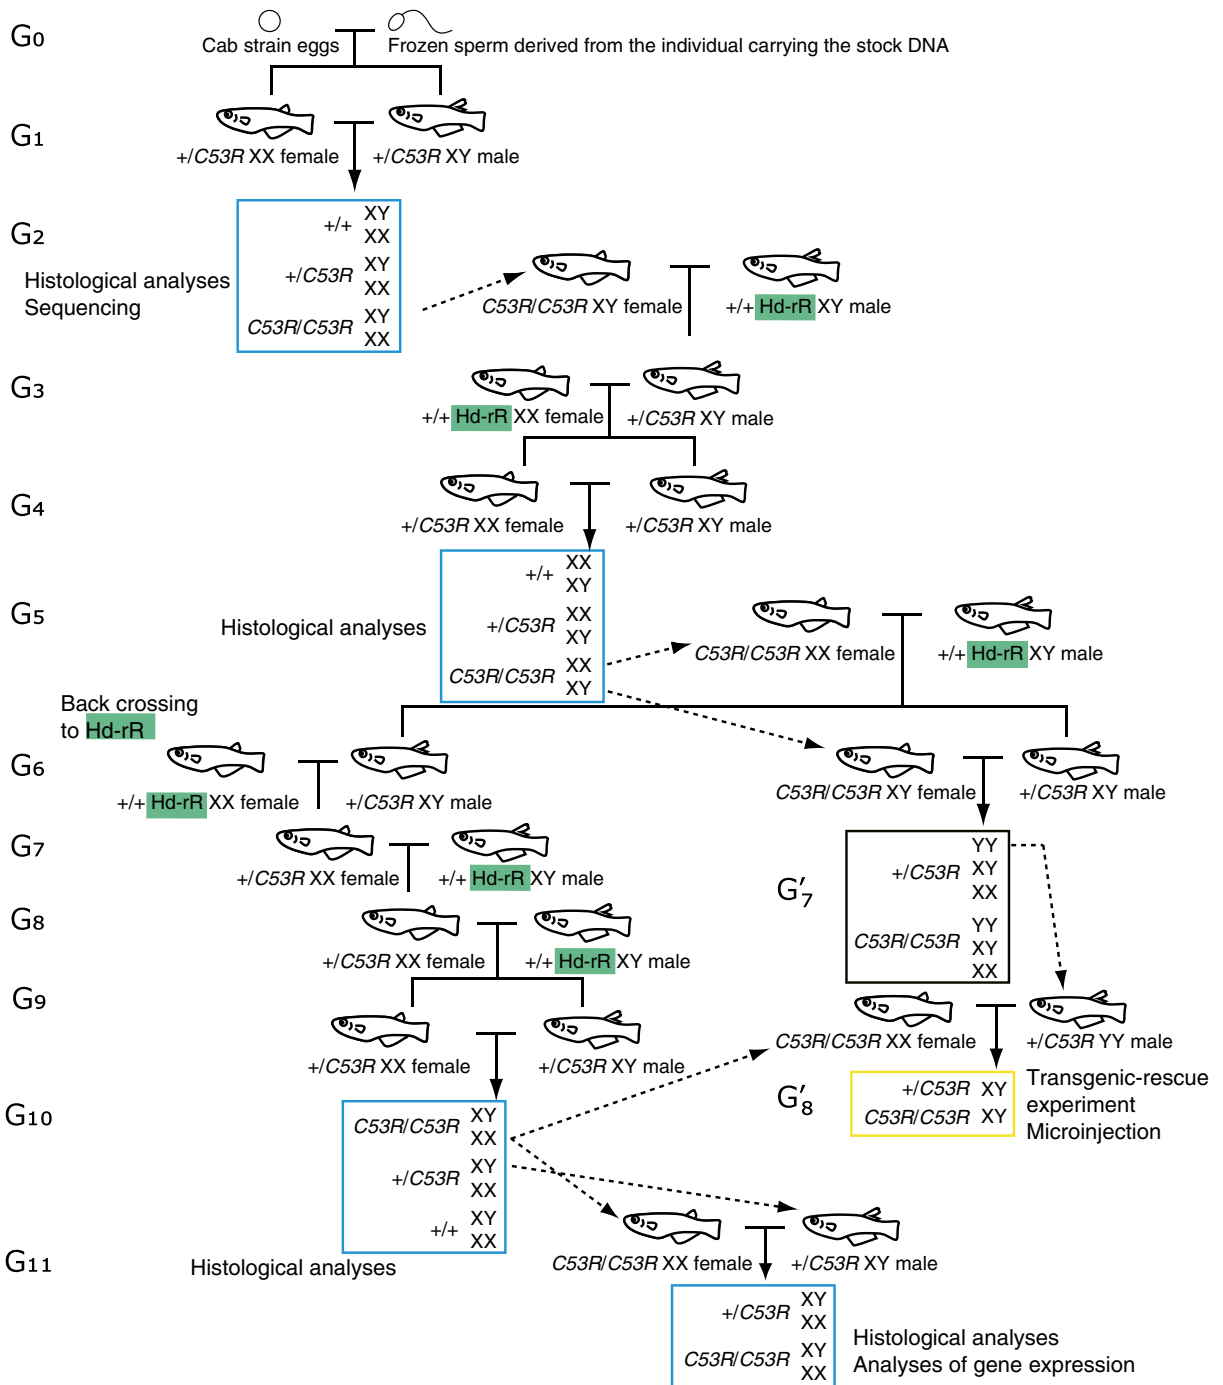 G0
Cab strain eggs
Frozen sperm derived from the individual carrying the stock DNA
G1
+/C53R XX female
+/C53R XY male
G2
Histological analyses
Sequencing
+/+ XY
XX
+/C53R XY
XX
C53R/C53R XY
XX
C53R/C53R XY female
+/+ Hd-rR XY male
G3
+/+ Hd-rR XX female
+/C53R XY male
G4
+/C53R XX female
+/C53R XY male
G5
Histological analyses
+/+ XX
XY
+/C53R XX
XY
C53R/C53R XX
XY
C53R/C53R XX female
+/+ Hd-rR XY male
Back crossing
to Hd-rR
G6
+/+ Hd-rR XX female
+/C53R XY male
C53R/C53R XY female
+/C53R XY male
G7
+/C53R XX female
+/+ Hd-rR XY male
G′7
YY
+/C53R XY
XX
YY
C53R/C53R XY
XX
G8
+/C53R XX female
+/+ Hd-rR XY male
G9
+/C53R XX female
+/C53R XY male
C53R/C53R XX female
+/C53R YY male
G′8
+/C53R XY
C53R/C53R XY
Transgenic-rescue
experiment
Microinjection
G10
C53R/C53R XY
XX
+/C53R XY
XX
+/+ XY
XX
Histological analyses
G11
C53R/C53R XX female
+/C53R XY male
+/C53R XY
XX
C53R/C53R XY
XX
Histological analyses
Analyses of gene expression